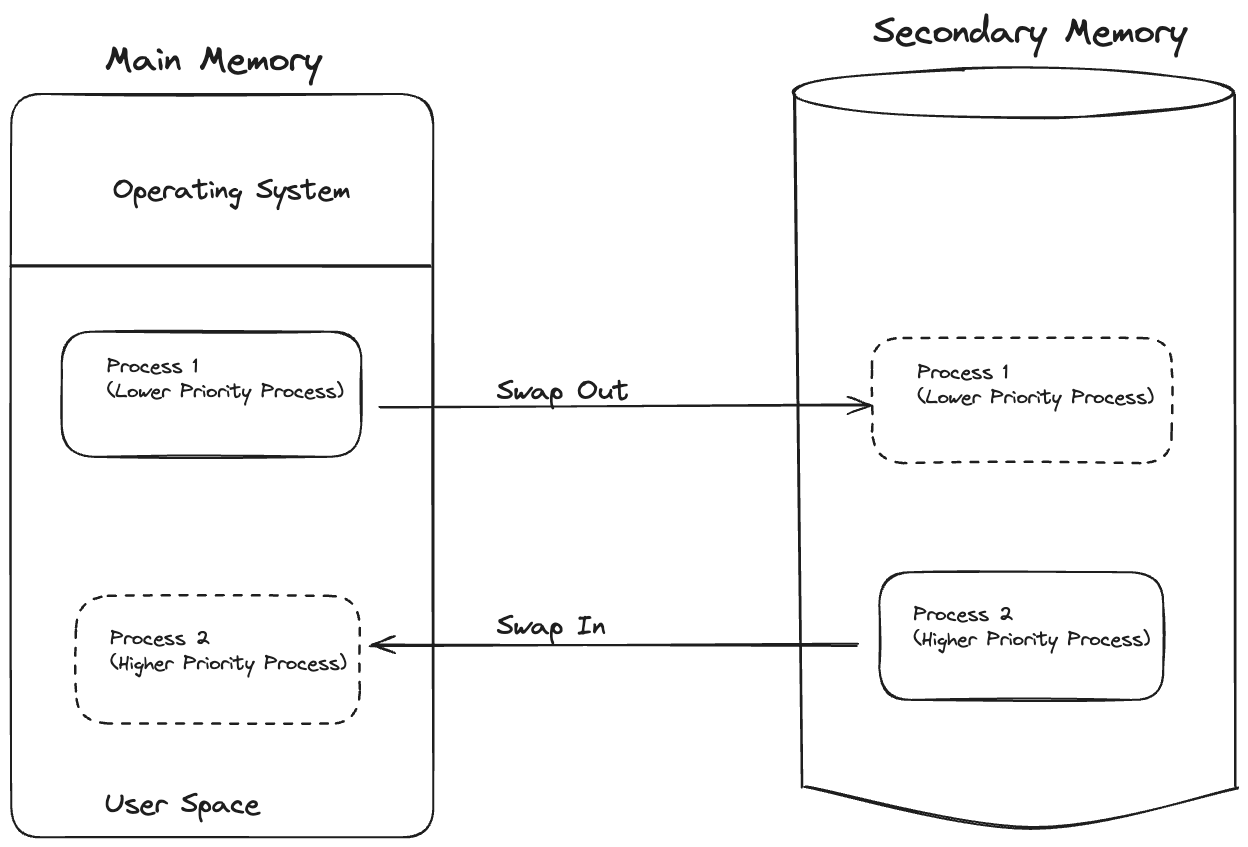 Main Memory
Secondary Memory
Operating System
Process 1
(Lower Priority Process)
Swap Out
Process 1
(Lower Priority Process)
Process 2
(Higher Priority Process)
Swap In
Process 2
(Higher Priority Process)
User Space